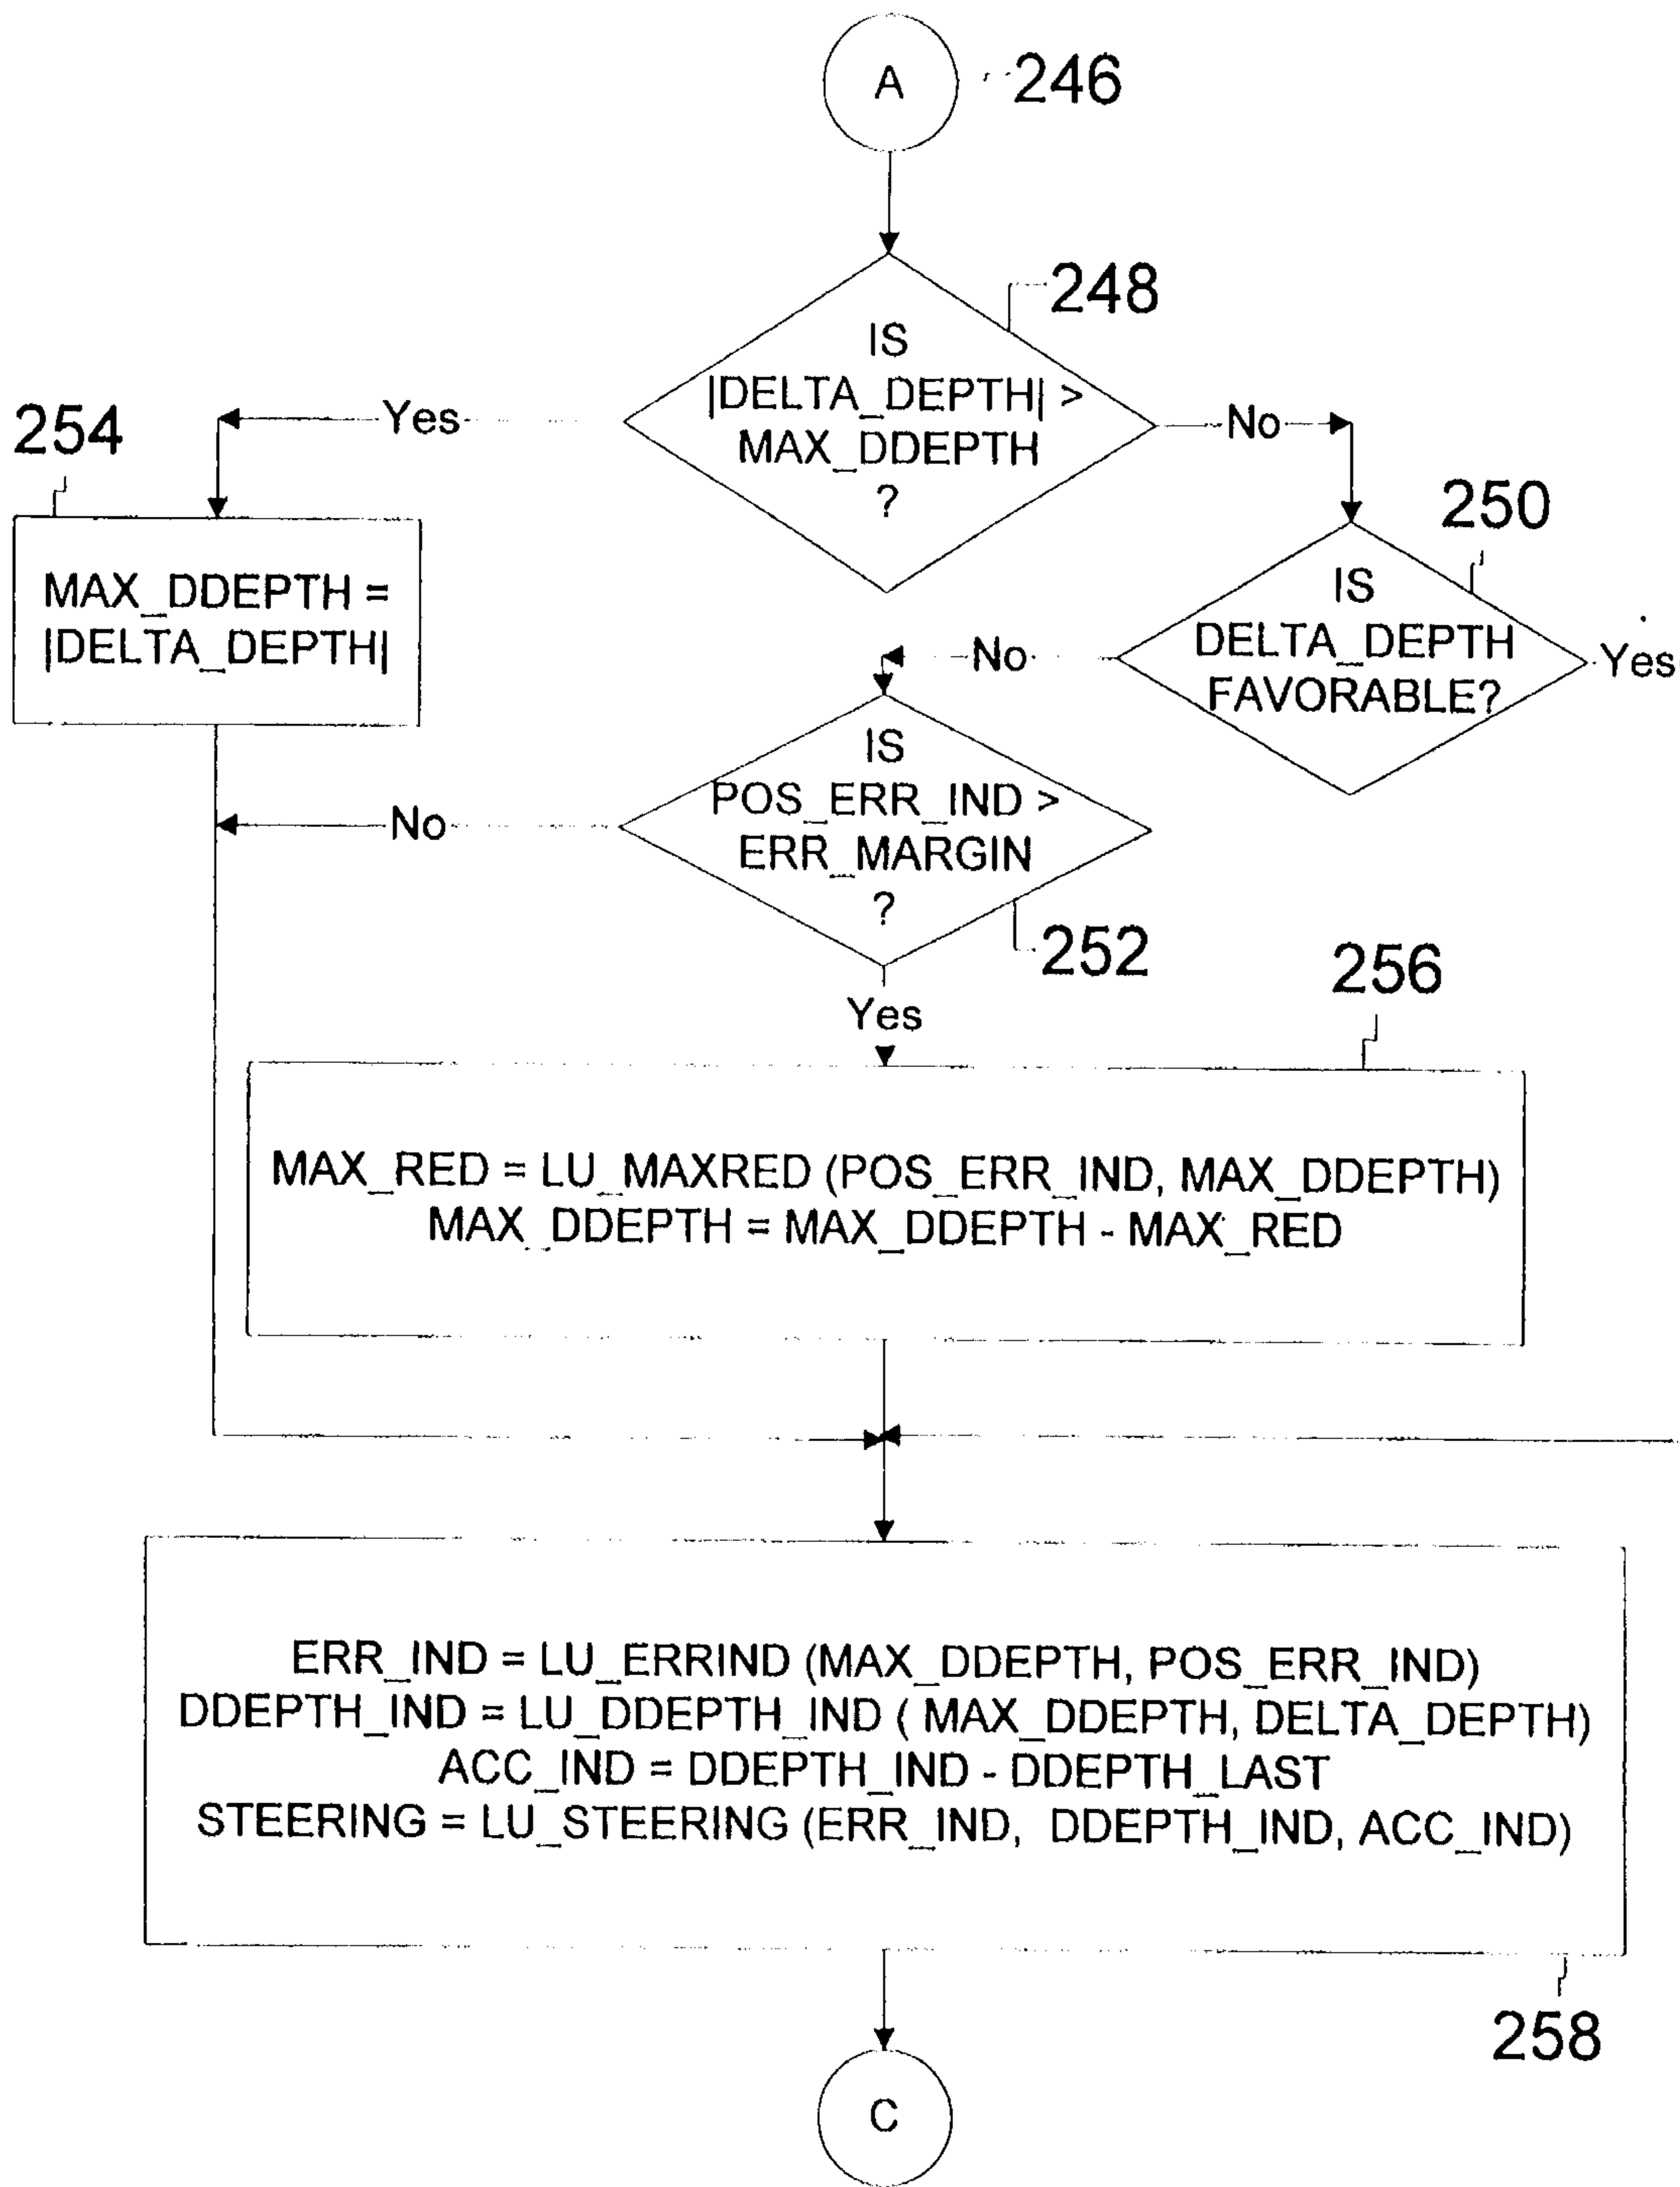 A
246
248
IS
|DELTA_DEPTH| >
MAX_DDEPTH
?
Yes
No
254
250
MAX_DDEPTH =
|DELTA_DEPTH|
IS
DELTA_DEPTH
FAVORABLE?
No
Yes
IS
POS_ERR_IND >
ERR_MARGIN
?
No
252
Yes
256
MAX_RED = LU_MAXRED (POS_ERR_IND, MAX_DDEPTH)
MAX_DDEPTH = MAX_DDEPTH - MAX_RED
ERR_IND = LU_ERRIND (MAX_DDEPTH, POS_ERR_IND)
DDEPTH_IND = LU_DDEPTH_IND ( MAX_DDEPTH, DELTA_DEPTH)
ACC_IND = DDEPTH_IND - DDEPTH_LAST
STEERING = LU_STEERING (ERR_IND, DDEPTH_IND, ACC_IND)
258
C